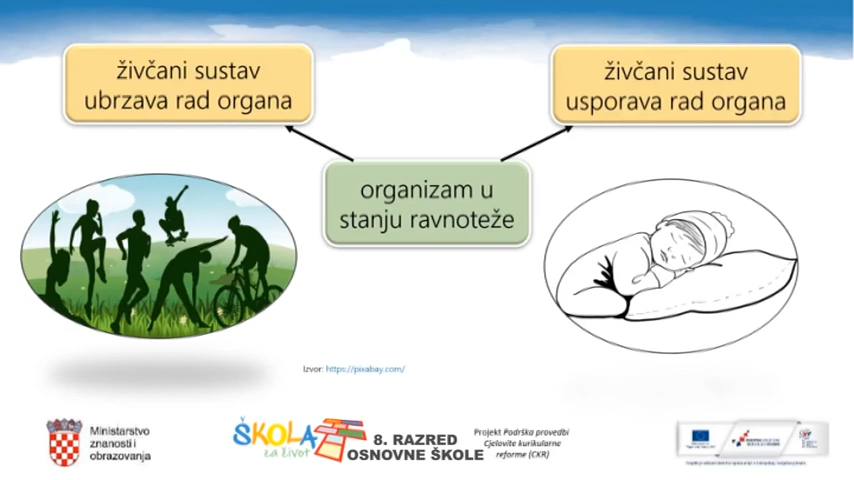 živčani sustav
ubrzava rad organa
živčani sustav
usporava rad organa
organizam u
stanju ravnoteže
Izvor: https://pixabay.com/
Ministarstvo
znanosti i
obrazovanja
ŠKOLA
za život
8. RAZRED
OSNOVNE ŠKOLE
Projekt Podrška provedbi
Cjelovite kurikularne
reforme (CKR)